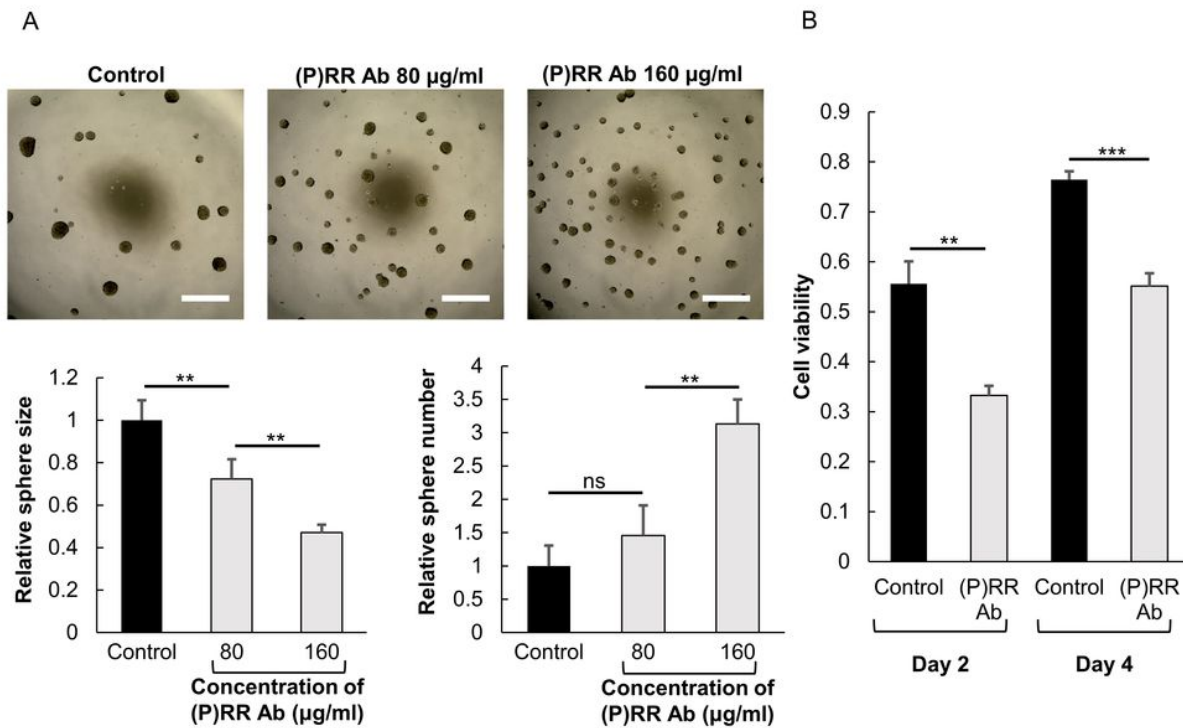 A
Control
(P)RR Ab 80 µg/ml
(P)RR Ab 160 µg/ml
Relative sphere size
1.2
1
0.8
0.6
0.4
0.2
0
**
**
Control
80
160
Concentration of
(P)RR Ab (µg/ml)
Relative sphere number
4
3.5
3
2.5
2
1.5
1
0.5
0
ns
**
Control
80
160
Concentration of
(P)RR Ab (µg/ml)
B
Cell viability
0.9
0.8
0.7
0.6
0.5
0.4
0.3
0.2
0.1
0
**
***
Control
(P)RR
Ab
Control
(P)RR
Ab
Day 2
Day 4